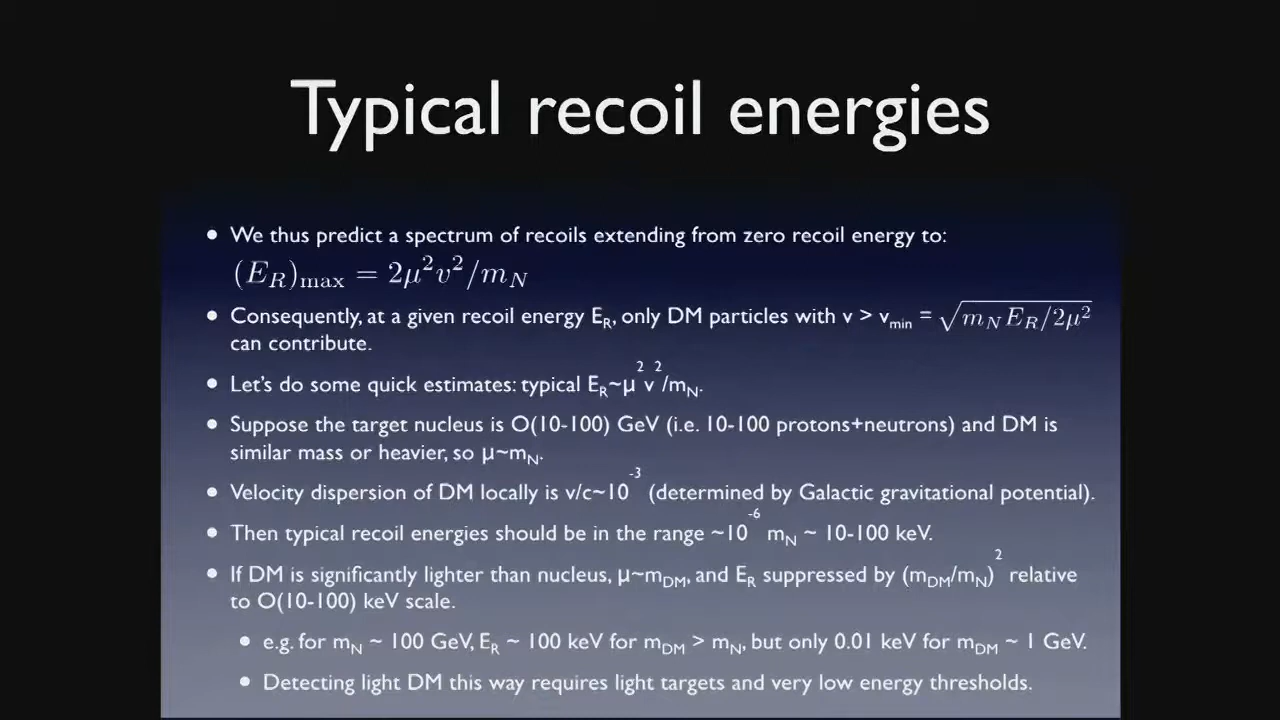 Typical recoil energies
• We thus predict a spectrum of recoils extending from zero recoil energy to:
(E_R)_max = 2μ²v²/m_N
• Consequently, at a given recoil energy E_R, only DM particles with v > v_min = √(m_N E_R/2μ²)
can contribute.
• Let's do some quick estimates: typical E_R~μ²v²/m_N.
• Suppose the target nucleus is O(10-100) GeV (i.e. 10-100 protons+neutrons) and DM is
similar mass or heavier, so μ~m_N.
• Velocity dispersion of DM locally is v/c~10⁻³ (determined by Galactic gravitational potential).
• Then typical recoil energies should be in the range ~10⁻⁶ m_N ~ 10-100 keV.
• If DM is significantly lighter than nucleus, μ~m_DM, and E_R suppressed by (m_DM/m_N)² relative
to O(10-100) keV scale.
• e.g. for m_N ~ 100 GeV, E_R ~ 100 keV for m_DM > m_N, but only 0.01 keV for m_DM ~ 1 GeV.
• Detecting light DM this way requires light targets and very low energy thresholds.